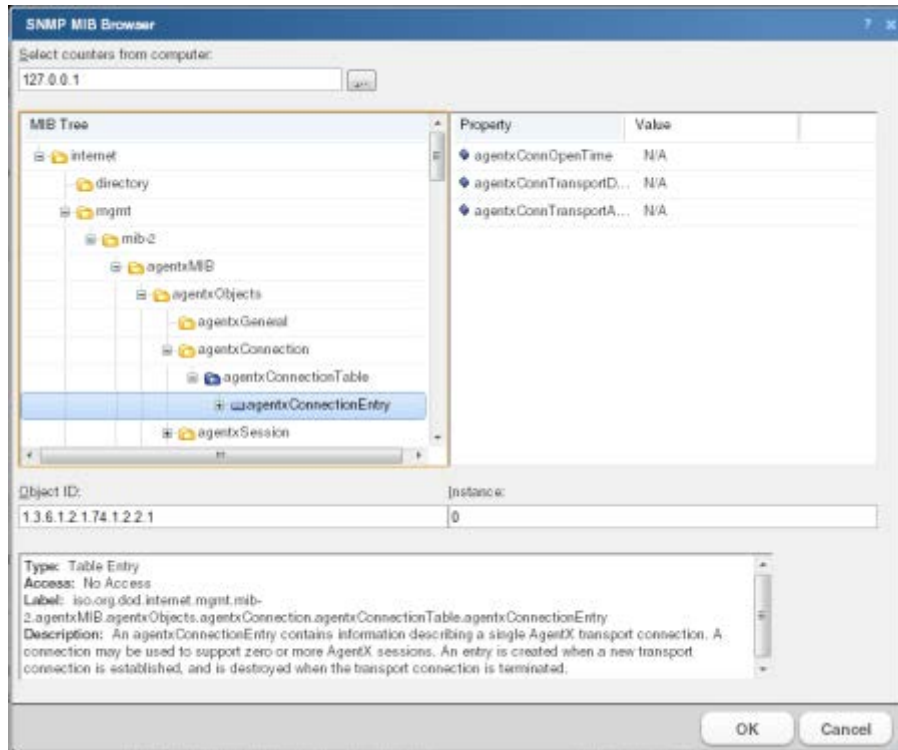 SNMP MIB Browser
Select counters from computer:
127.0.0.1
...
MIB Tree
internet
directory
mgmt
mib-2
agentxMIB
agentxObjects
agentxGeneral
agentxConnection
agentxConnectionTable
agentxConnectionEntry
agentxSession
Property Value
agentxConnOpenTime N/A
agentxConnTransportD... N/A
agentxConnTransportA... N/A
Object ID: Instance:
1.3.6.1.2.1.74.1.2.2.1 0
Type: Table Entry
Access: No Access
Label: iso.org.dod.internet.mgmt.mib-
2.agentxMIB.agentxObjects.agentxConnection.agentxConnectionTable.agentxConnectionEntry
Description: An agentxConnectionEntry contains information describing a single AgentX transport connection. A
connection may be used to support zero or more AgentX sessions. An entry is created when a new transport
connection is established, and is destroyed when the transport connection is terminated.
OK Cancel